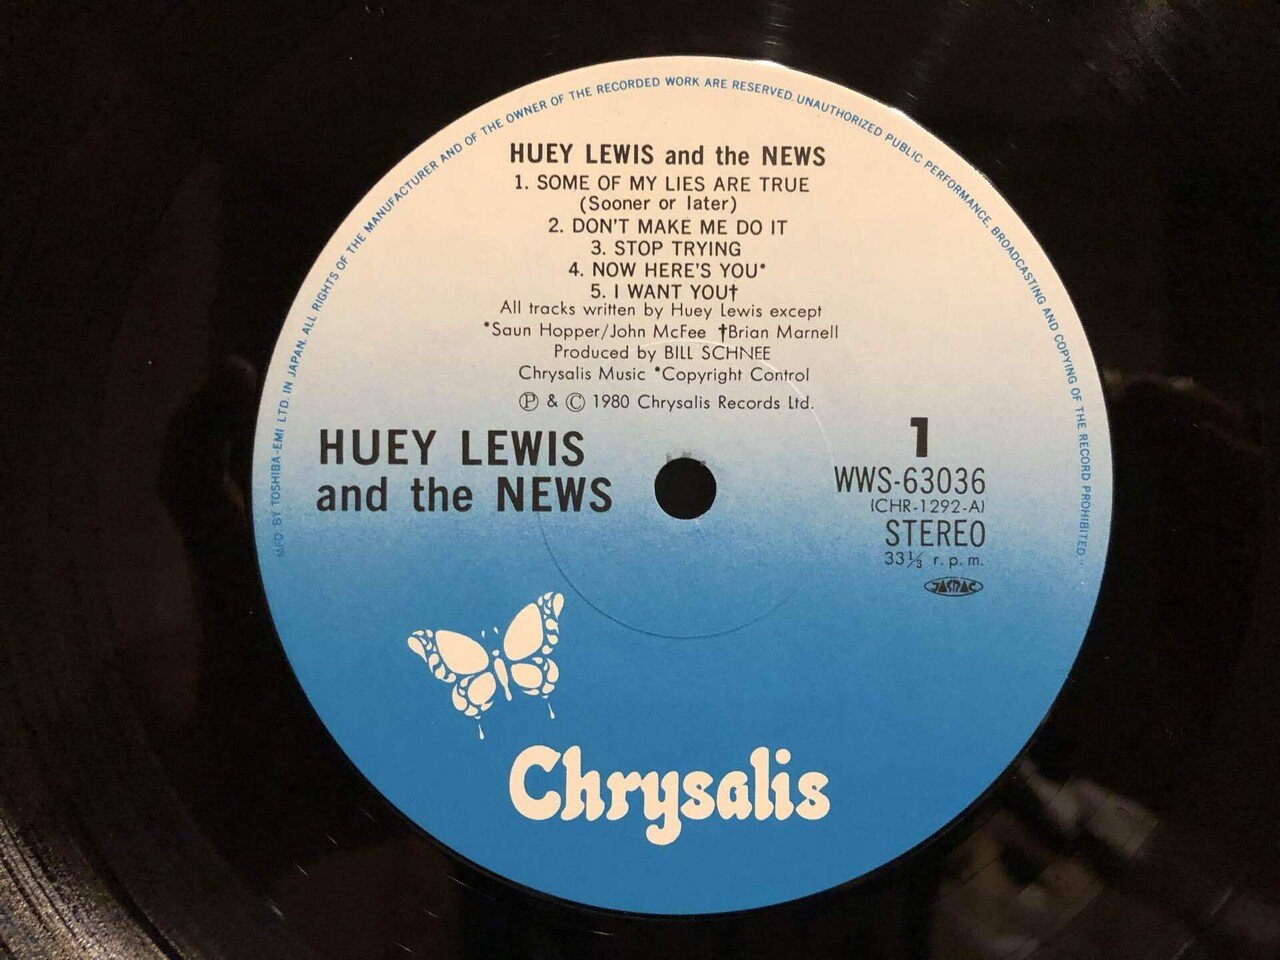 MFD. BY TOSHIBA-EMI LTD. IN JAPAN. ALL RIGHTS OF THE MANUFACTURER AND OF THE OWNER OF THE RECORDED WORK ARE RESERVED. UNAUTHORIZED PUBLIC PERFORMANCE, BROADCASTING AND COPYING OF THE RECORD PROHIBITED.
HUEY LEWIS and the NEWS
1. SOME OF MY LIES ARE TRUE
(Sooner or later)
2. DON'T MAKE ME DO IT
3. STOP TRYING
4. NOW HERE'S YOU*
5. I WANT YOU†
All tracks written by Huey Lewis except
*Saun Hopper/John McFee †Brian Marnell
Produced by BILL SCHNEE
Chrysalis Music *Copyright Control
Ⓟ & Ⓒ 1980 Chrysalis Records Ltd.
HUEY LEWIS
and the NEWS
1
WWS-63036
(CHR-1292-A)
STEREO
33⅓ r.p.m.
JASRAC
Chrysalis